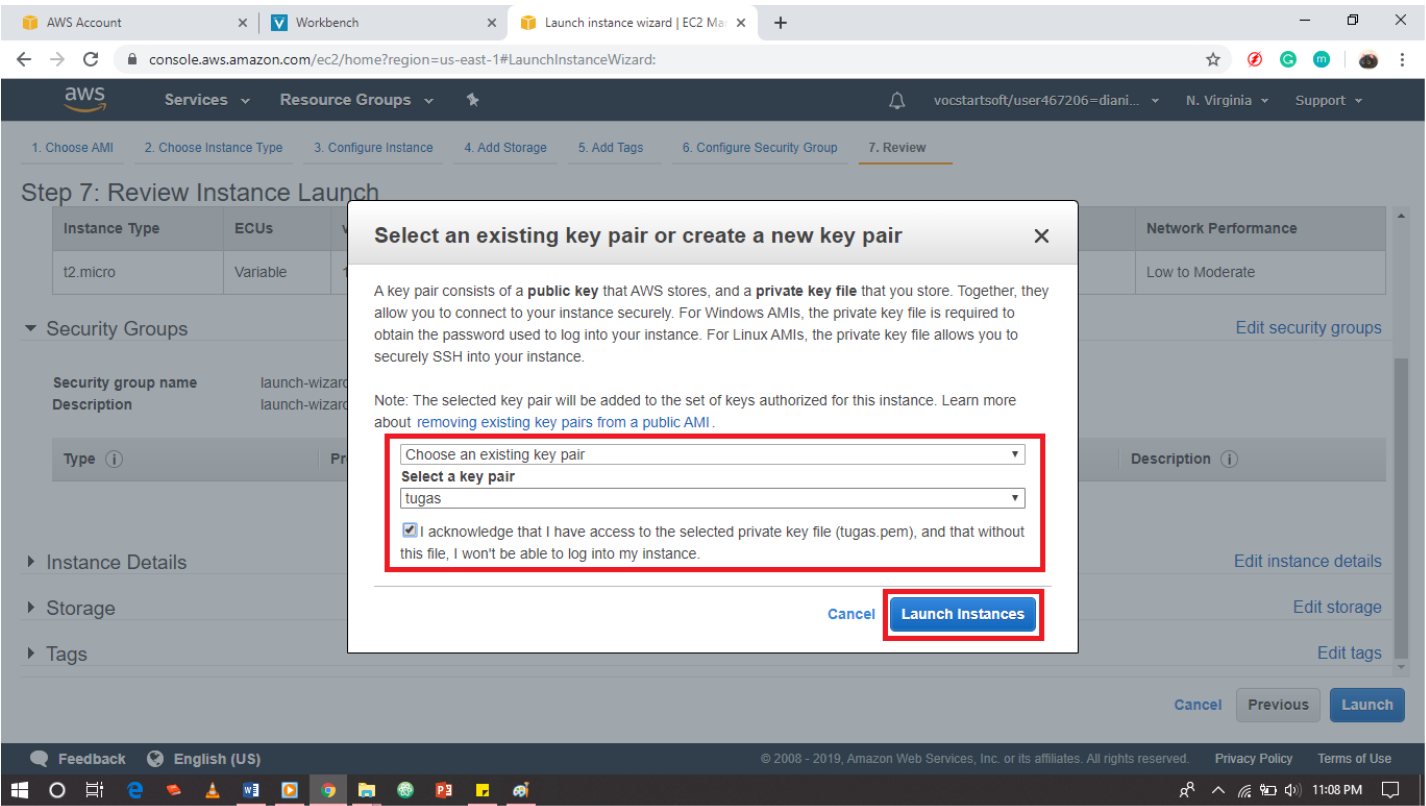 AWS Account
Workbench
Launch instance wizard | EC2 Ma
console.aws.amazon.com/ec2/home?region=us-east-1#LaunchInstanceWizard:
aws Services Resource Groups vocstartsoft/user467206=diani... N. Virginia Support
1. Choose AMI 2. Choose Instance Type 3. Configure Instance 4. Add Storage 5. Add Tags 6. Configure Security Group 7. Review
Step 7: Review Instance Launch
Instance Type ECUs Network Performance
t2.micro Variable Low to Moderate
Security Groups Edit security groups
Security group name launch-wizard
Description launch-wizard
Type Description
Instance Details Edit instance details
Storage Edit storage
Tags Edit tags
Select an existing key pair or create a new key pair
A key pair consists of a public key that AWS stores, and a private key file that you store. Together, they
allow you to connect to your instance securely. For Windows AMIs, the private key file is required to
obtain the password used to log into your instance. For Linux AMIs, the private key file allows you to
securely SSH into your instance.
Note: The selected key pair will be added to the set of keys authorized for this instance. Learn more
about removing existing key pairs from a public AMI.
Choose an existing key pair
Select a key pair
tugas
I acknowledge that I have access to the selected private key file (tugas.pem), and that without
this file, I won't be able to log into my instance.
Cancel Launch Instances
Cancel Previous Launch
Feedback English (US) © 2008 - 2019, Amazon Web Services, Inc. or its affiliates. All rights reserved. Privacy Policy Terms of Use
11:08 PM